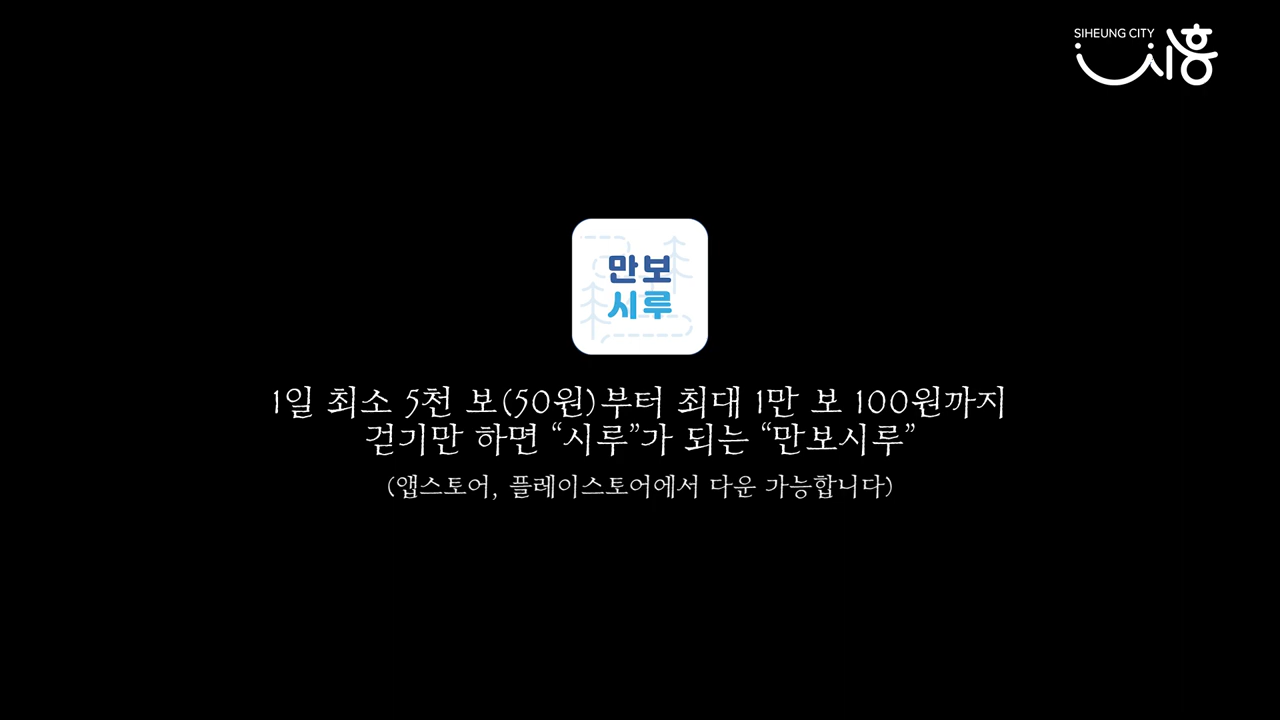 SIHEUNG CITY
시흥
만보
시루
1일 최소 5천 보(50원)부터 최대 1만 보 100원까지
걷기만 하면 “시루”가 되는 “만보시루”
(앱스토어, 플레이스토어에서 다운 가능합니다)